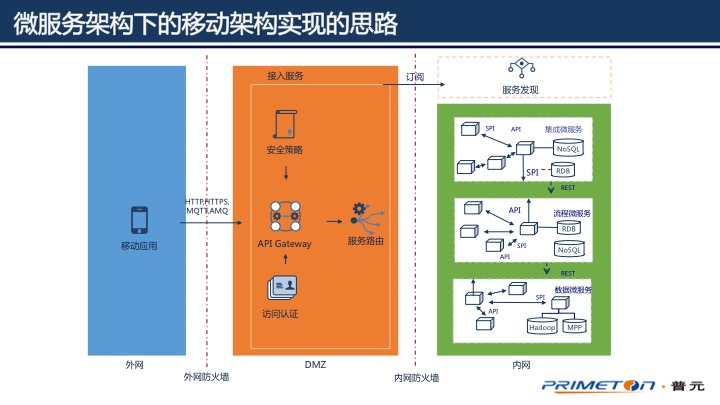 微服务架构下的移动架构实现的思路
接入服务
订阅
服务发现
安全策略
HTTP,HTTPS,
MQTT,AMQ
移动应用
API Gateway
服务路由
访问认证
SPI
API
集成微服务
NoSQL
SPI
RDB
REST
API
流程微服务
RDB
SPI
NoSQL
API
REST
数据微服务
SPI
API
Hadoop
MPP
外网
外网防火墙
DMZ
内网防火墙
内网
PRIMETON · 普元